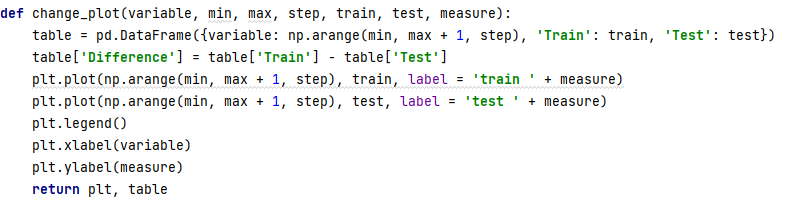 def change_plot(variable, min, max, step, train, test, measure):
    table = pd.DataFrame({variable: np.arange(min, max + 1, step), 'Train': train, 'Test': test})
    table['Difference'] = table['Train'] - table['Test']
    plt.plot(np.arange(min, max + 1, step), train, label = 'train ' + measure)
    plt.plot(np.arange(min, max + 1, step), test, label = 'test ' + measure)
    plt.legend()
    plt.xlabel(variable)
    plt.ylabel(measure)
    return plt, table